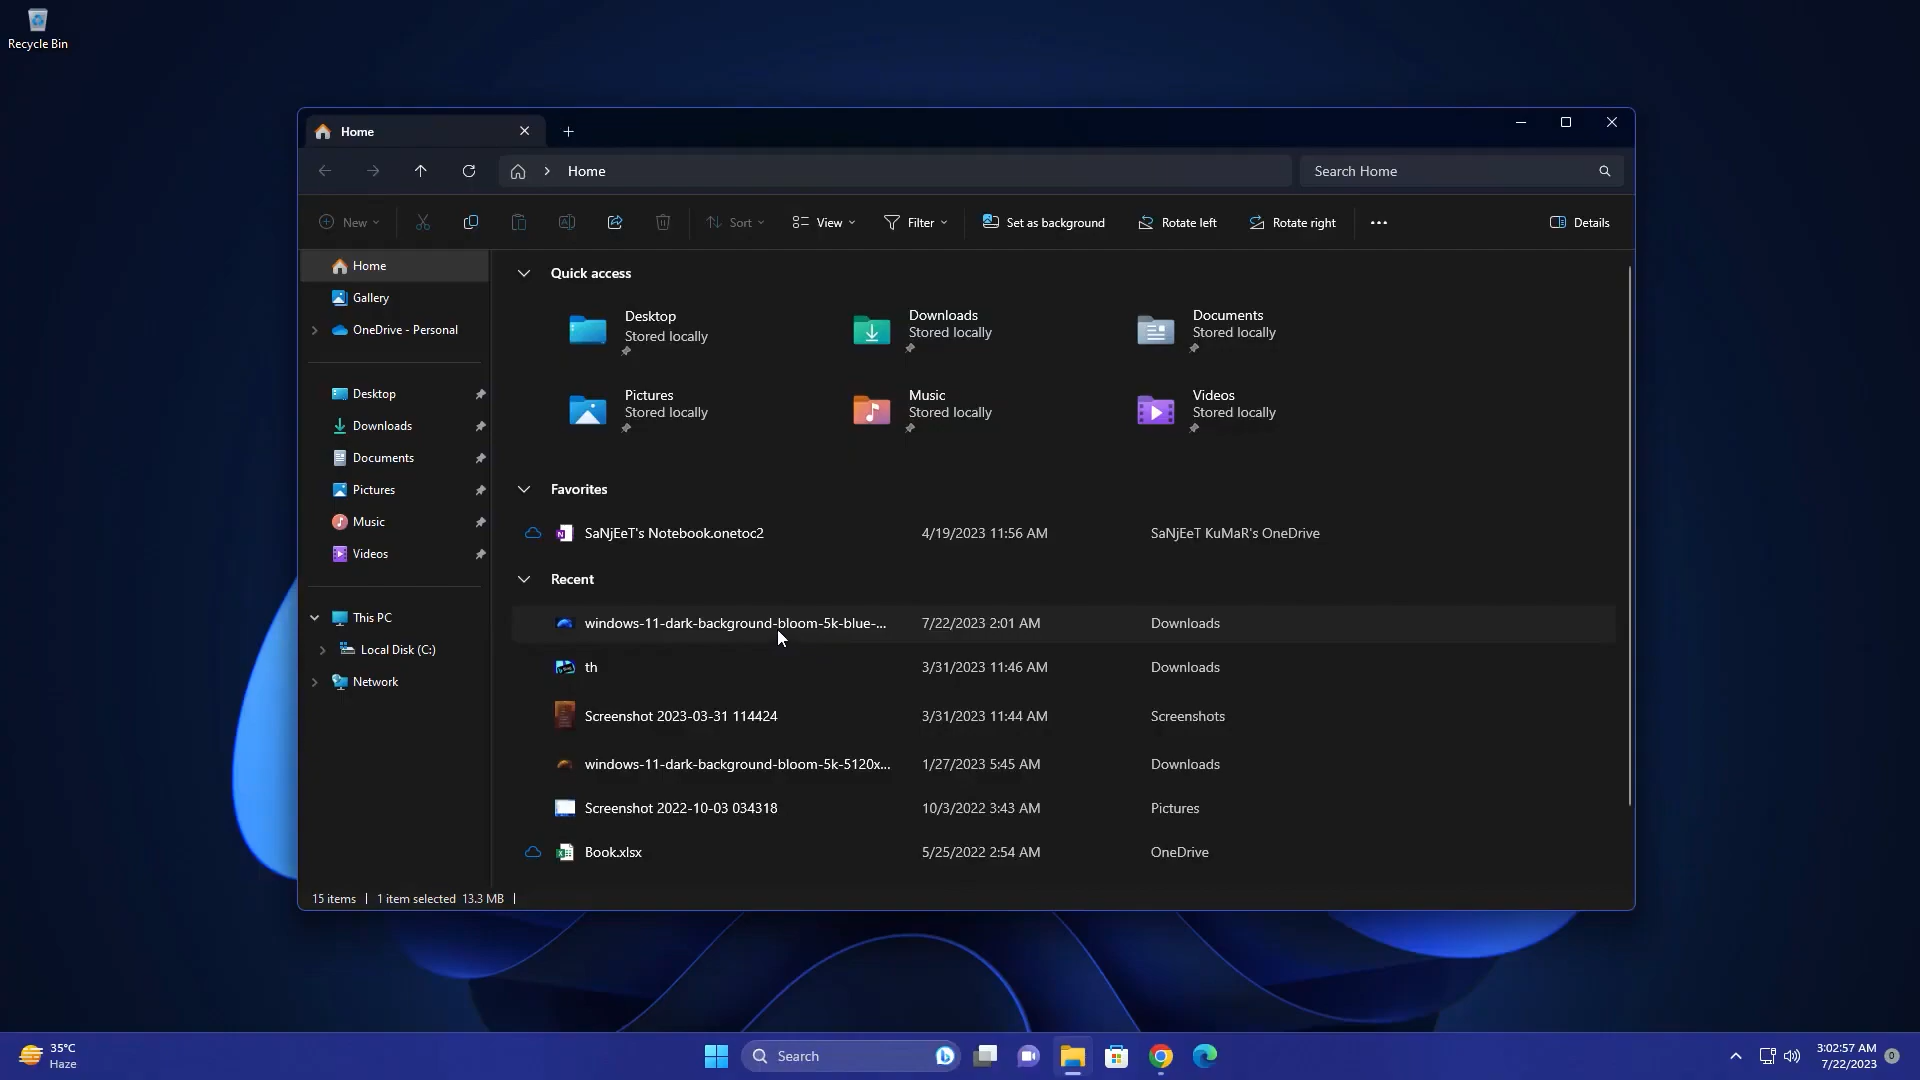 Recycle Bin
Home
Home
Search Home
New
Sort
View
Filter
Set as background
Rotate left
Rotate right
Details
Home
Gallery
OneDrive - Personal
Desktop
Downloads
Documents
Pictures
Music
Videos
This PC
Local Disk (C:)
Network
Quick access
Desktop
Stored locally
Downloads
Stored locally
Documents
Stored locally
Pictures
Stored locally
Music
Stored locally
Videos
Stored locally
Favorites
SaNjEeT's Notebook.onetoc2 4/19/2023 11:56 AM SaNjEeT KuMaR's OneDrive
Recent
windows-11-dark-background-bloom-5k-blue-... 7/22/2023 2:01 AM Downloads
th 3/31/2023 11:46 AM Downloads
Screenshot 2023-03-31 114424 3/31/2023 11:44 AM Screenshots
windows-11-dark-background-bloom-5k-5120x... 1/27/2023 5:45 AM Downloads
Screenshot 2022-10-03 034318 10/3/2022 3:43 AM Pictures
Book.xlsx 5/25/2022 2:54 AM OneDrive
15 items | 1 item selected 13.3 MB |
35°C
Haze
Search
3:02:57 AM
7/22/2023
0